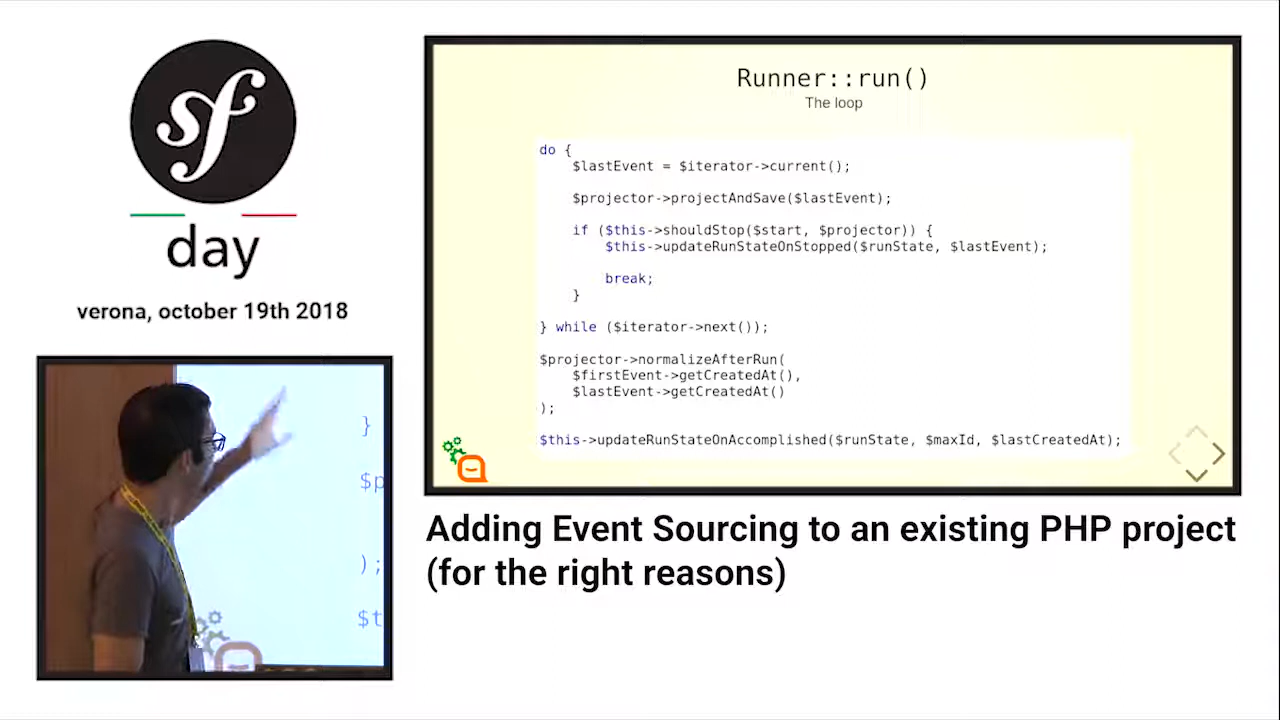 sf
day
verona, october 19th 2018
Runner::run()
The loop
do {
    $lastEvent = $iterator->current();
    $projector->projectAndSave($lastEvent);
    if ($this->shouldStop($start, $projector)) {
        $this->updateRunStateOnStopped($runState, $lastEvent);
        break;
    }
} while ($iterator->next());
$projector->normalizeAfterRun(
    $firstEvent->getCreatedAt(),
    $lastEvent->getCreatedAt()
);
$this->updateRunStateOnAccomplished($runState, $maxId, $lastCreatedAt);
}
$p
);
$t
Adding Event Sourcing to an existing PHP project
(for the right reasons)